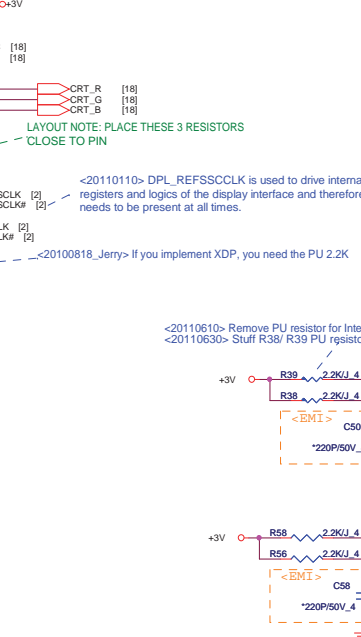 +3V
[18]
[18]
CRT_R [18]
CRT_G [18]
CRT_B [18]
LAYOUT NOTE: PLACE THESE 3 RESISTORS
CLOSE TO PIN
<20110110> DPL_REFSSCCLK is used to drive interna
SCLK [2]
registers and logics of the display interface and therefore
SCLK# [2]
needs to be present at all times.
LK [2]
LK# [2]
<20100818_Jerry> If you implement XDP, you need the PU 2.2K
<20110610> Remove PU resistor for Inte
<20110630> Stuff R38/ R39 PU resisto
+3V
R39 2.2K/J_4
R38 2.2K/J_4
<EMI>
C50
*220P/50V_
+3V
R58 2.2K/J_4
R56 2.2K/J_4
<EMI>
C58
*220P/50V_4